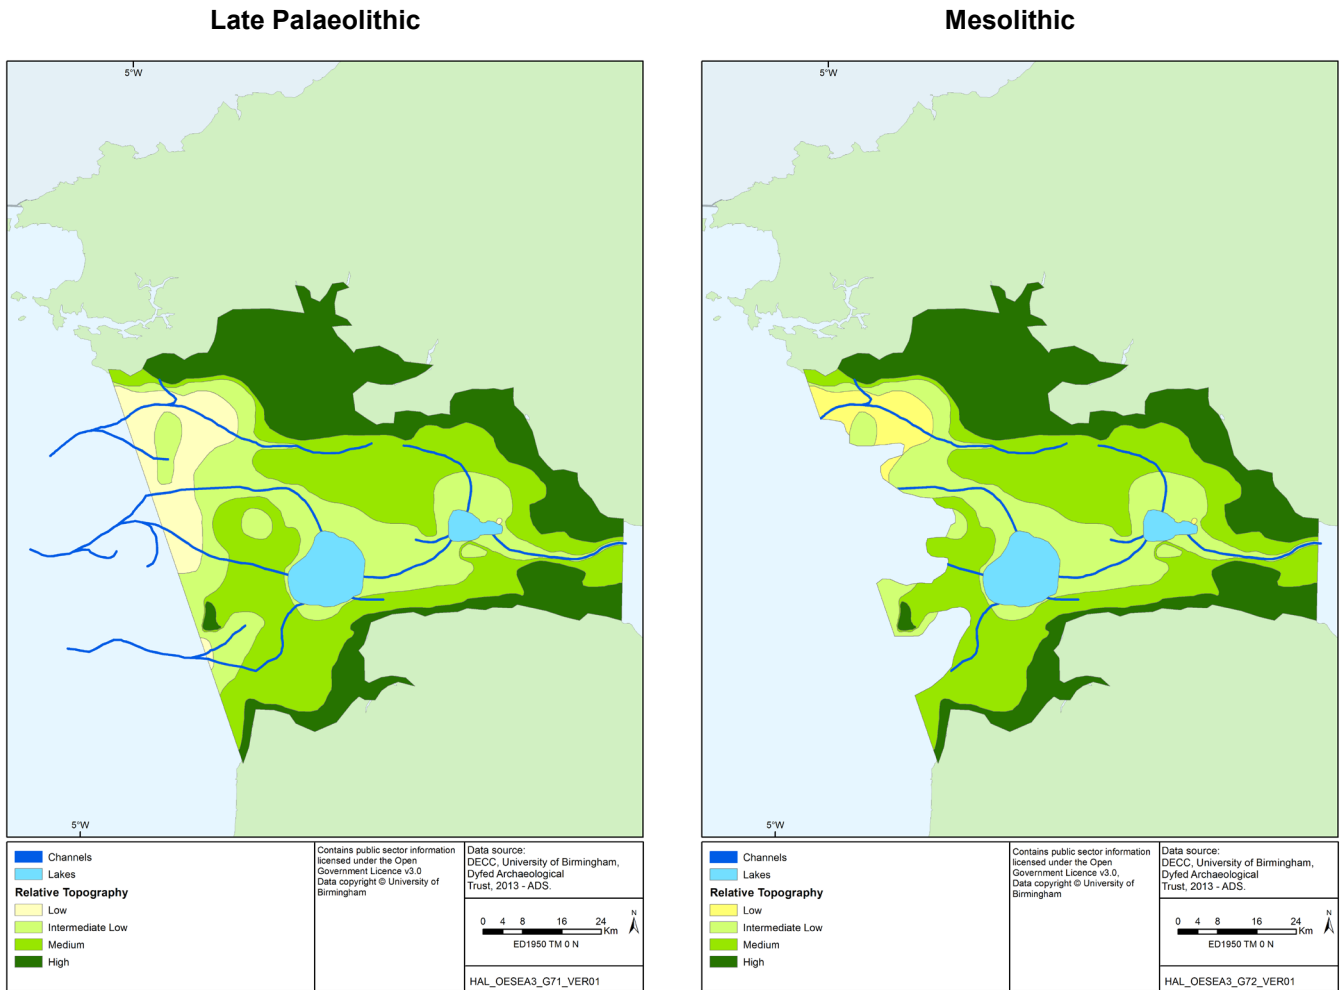 Late Palaeolithic
5°W
5°W
Channels
Lakes
Relative Topography
Low
Intermediate Low
Medium
High
Contains public sector information
licensed under the Open
Government Licence v3.0
Data copyright © University of
Birmingham
Data source:
DECC, University of Birmingham,
Dyfed Archaeological
Trust, 2013 - ADS.
0 4 8 16 24
Km
N
ED1950 TM 0 N
HAL_OESEA3_G71_VER01
Mesolithic
5°W
5°W
Channels
Lakes
Relative Topography
Low
Intermediate Low
Medium
High
Contains public sector information
licensed under the Open
Government Licence v3.0,
Data copyright © University of
Birmingham
Data source:
DECC, University of Birmingham,
Dyfed Archaeological
Trust, 2013 - ADS.
0 4 8 16 24
Km
N
ED1950 TM 0 N
HAL_OESEA3_G72_VER01